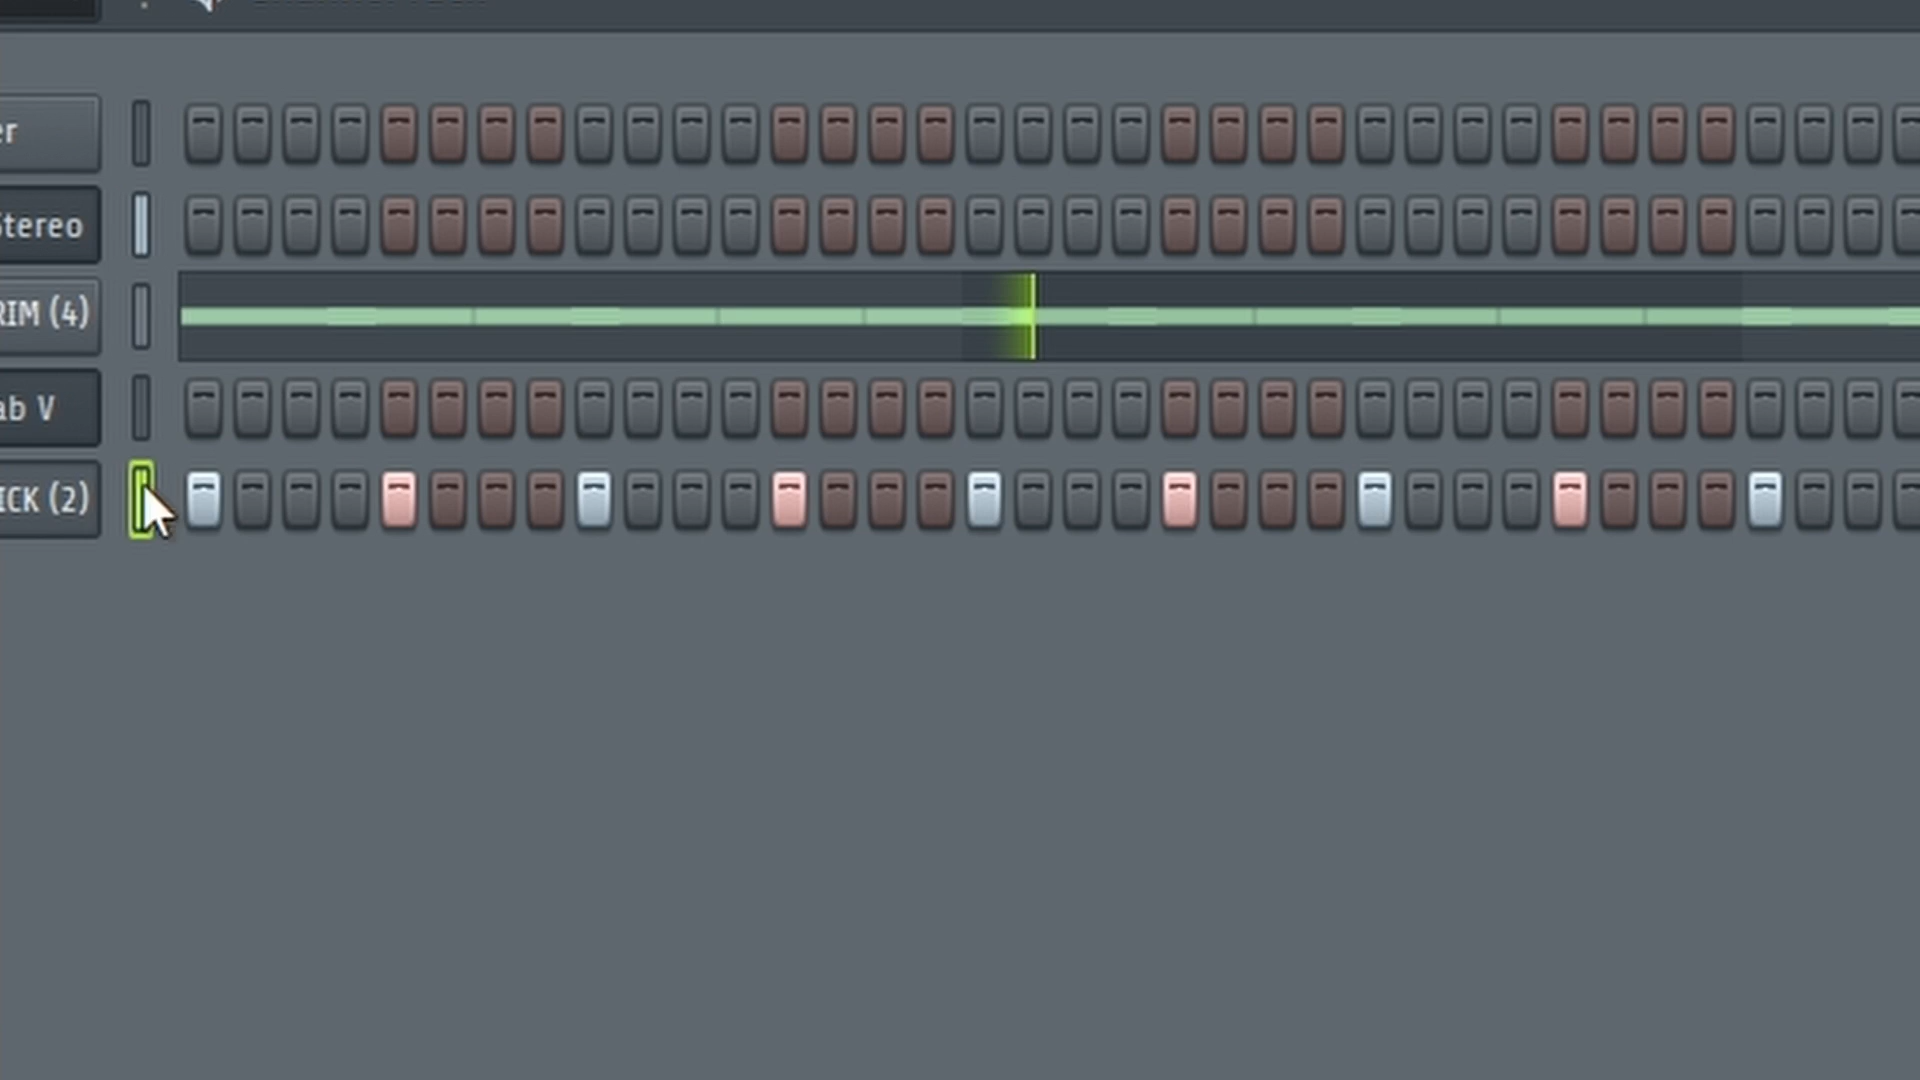 er
Stereo
RIM (4)
ab V
ICK (2)